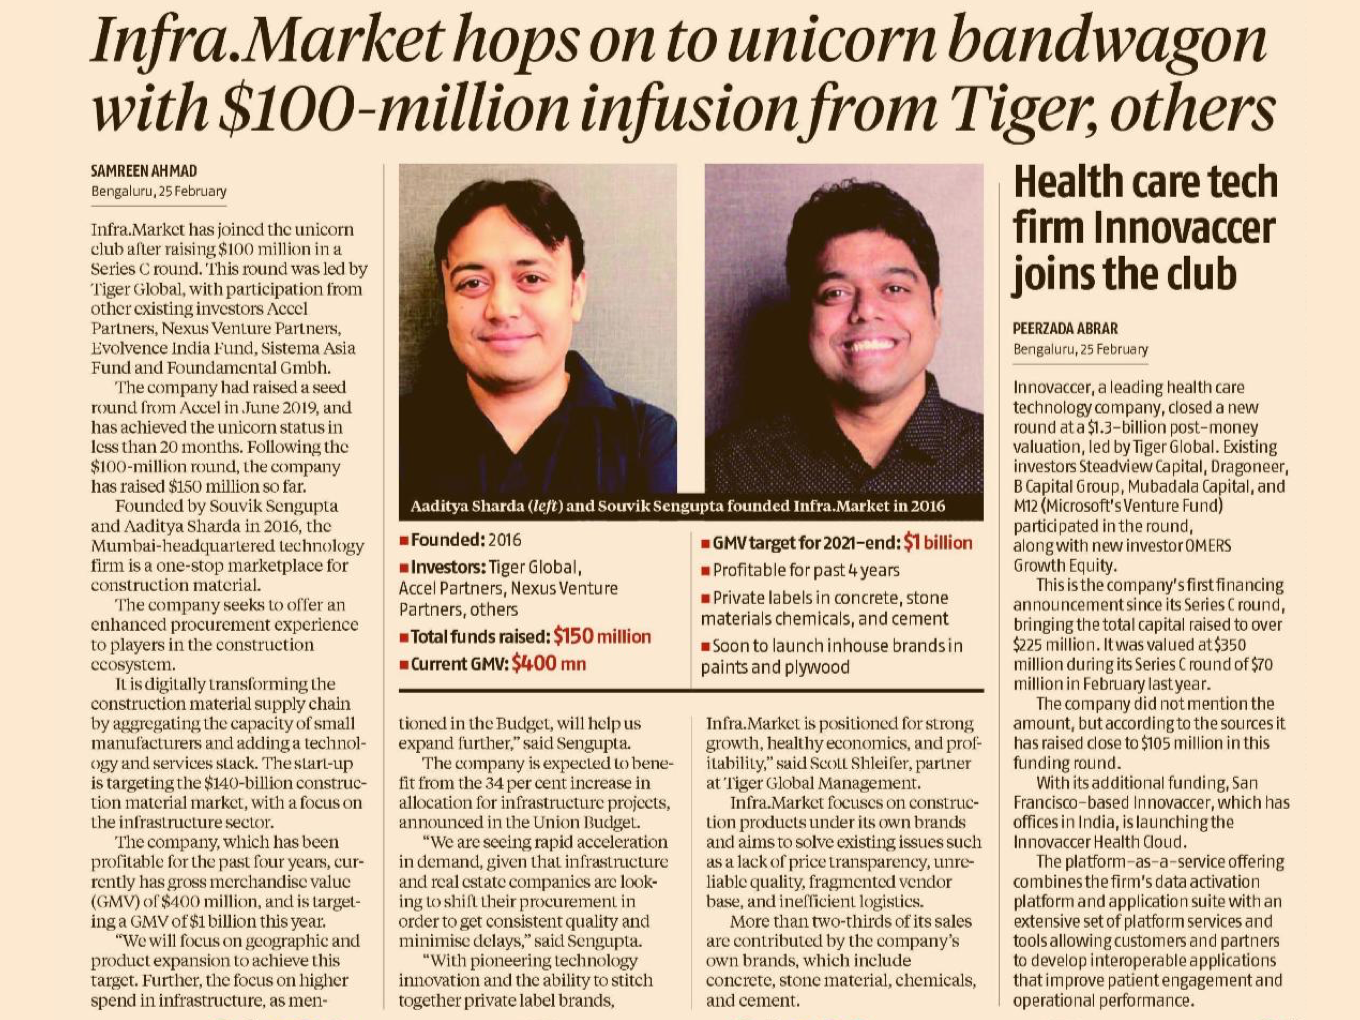 Infra.Market hops on to unicorn bandwagon
with $100-million infusion from Tiger, others
SAMREEN AHMAD
Bengaluru, 25 February
Infra.Market has joined the unicorn
club after raising $100 million in a
Series C round. This round was led by
Tiger Global, with participation from
other existing investors Accel
Partners, Nexus Venture Partners,
Evolvence India Fund, Sistema Asia
Fund and Foundamental Gmbh.
The company had raised a seed
round from Accel in June 2019, and
has achieved the unicorn status in
less than 20 months. Following the
$100-million round, the company
has raised $150 million so far.
Founded by Souvik Sengupta
and Aaditya Sharda in 2016, the
Mumbai-headquartered technology
firm is a one-stop marketplace for
construction material.
The company seeks to offer an
enhanced procurement experience
to players in the construction
ecosystem.
It is digitally transforming the
construction material supply chain
by aggregating the capacity of small
manufacturers and adding a technol-
ogy and services stack. The start-up
is targeting the $140-billion construc-
tion material market, with a focus on
the infrastructure sector.
The company, which has been
profitable for the past four years, cur-
rently has gross merchandise value
(GMV) of $400 million, and is target-
ing a GMV of $1 billion this year.
"We will focus on geographic and
product expansion to achieve this
target. Further, the focus on higher
spend in infrastructure, as men-
Aaditya Sharda (left) and Souvik Sengupta founded Infra.Market in 2016
■ Founded: 2016
■ Investors: Tiger Global,
Accel Partners, Nexus Venture
Partners, others
■ Total funds raised: $150 million
■ Current GMV: $400 mn
■ GMV target for 2021-end: $1 billion
■ Profitable for past 4 years
■ Private labels in concrete, stone
materials chemicals, and cement
■ Soon to launch inhouse brands in
paints and plywood
tioned in the Budget, will help us
expand further," said Sengupta.
The company is expected to bene-
fit from the 34 per cent increase in
allocation for infrastructure projects,
announced in the Union Budget.
"We are seeing rapid acceleration
in demand, given that infrastructure
and real estate companies are look-
ing to shift their procurement in
order to get consistent quality and
minimise delays," said Sengupta.
"With pioneering technology
innovation and the ability to stitch
together private label brands,
Infra.Market is positioned for strong
growth, healthy economics, and prof-
itability," said Scott Shleifer, partner
at Tiger Global Management.
Infra.Market focuses on construc-
tion products under its own brands
and aims to solve existing issues such
as a lack of price transparency, unre-
liable quality, fragmented vendor
base, and inefficient logistics.
More than two-thirds of its sales
are contributed by the company's
own brands, which include
concrete, stone material, chemicals,
and cement.
Health care tech
firm Innovaccer
joins the club
PEERZADA ABRAR
Bengaluru, 25 February
Innovaccer, a leading health care
technology company, closed a new
round at a $1.3-billion post-money
valuation, led by Tiger Global. Existing
investors Steadview Capital, Dragoneer,
B Capital Group, Mubadala Capital, and
M12 (Microsoft's Venture Fund)
participated in the round,
along with new investor OMERS
Growth Equity.
This is the company's first financing
announcement since its Series C round,
bringing the total capital raised to over
$225 million. It was valued at $350
million during its Series C round of $70
million in February last year.
The company did not mention the
amount, but according to the sources it
has raised close to $105 million in this
funding round.
With its additional funding, San
Francisco-based Innovaccer, which has
offices in India, is launching the
Innovaccer Health Cloud.
The platform-as-a-service offering
combines the firm's data activation
platform and application suite with an
extensive set of platform services and
tools allowing customers and partners
to develop interoperable applications
that improve patient engagement and
operational performance.